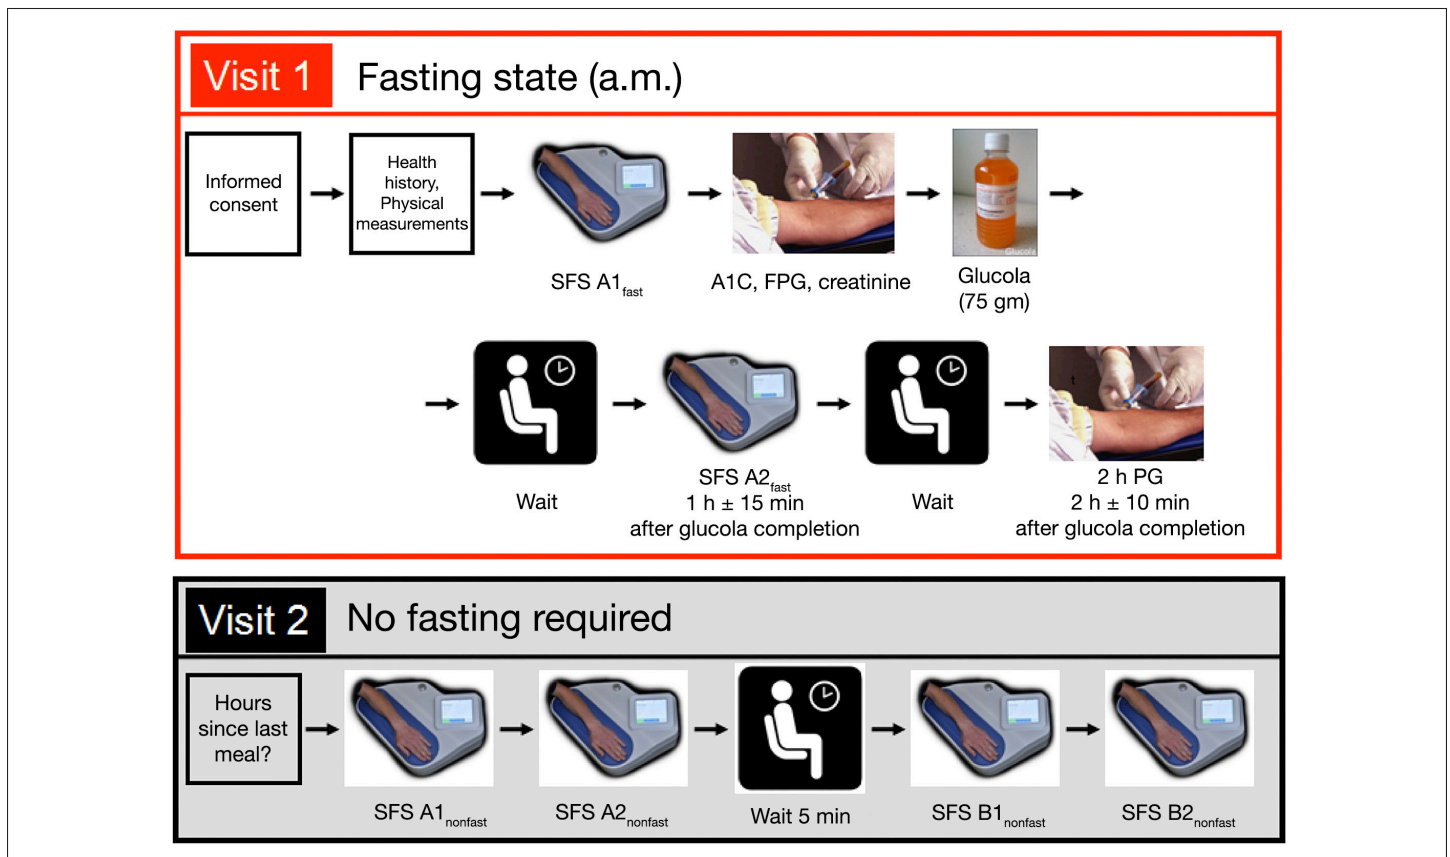 Visit 1
Fasting state (a.m.)
Informed
consent
Health
history,
Physical
measurements
SFS A1fast
A1C, FPG, creatinine
Glucola
Glucola
(75 gm)
Wait
SFS A2fast
1 h ± 15 min
after glucola completion
Wait
t
2 h PG
2 h ± 10 min
after glucola completion
Visit 2
No fasting required
Hours
since last
meal?
SFS A1nonfast
SFS A2nonfast
Wait 5 min
SFS B1nonfast
SFS B2nonfast